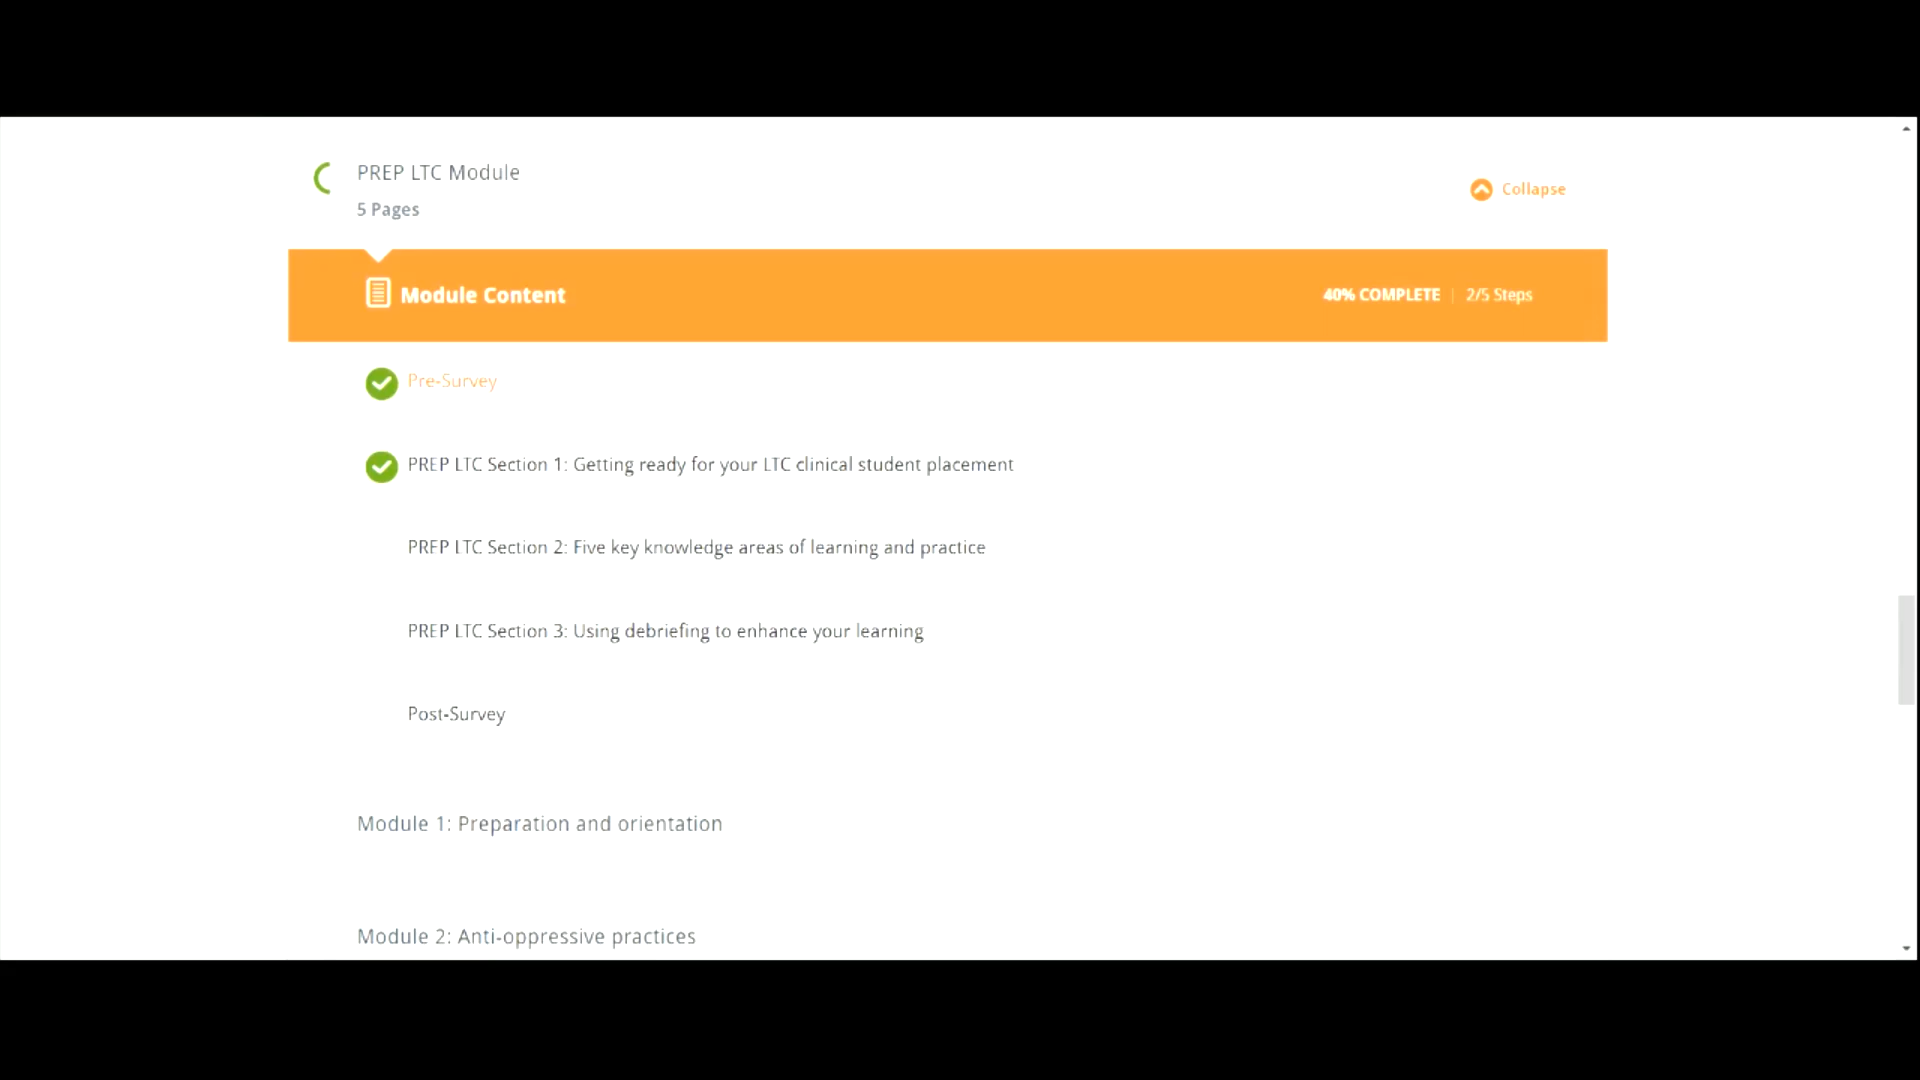 PREP LTC Module
5 Pages
Collapse
Module Content
40% COMPLETE | 2/5 Steps
Pre-Survey
PREP LTC Section 1: Getting ready for your LTC clinical student placement
PREP LTC Section 2: Five key knowledge areas of learning and practice
PREP LTC Section 3: Using debriefing to enhance your learning
Post-Survey
Module 1: Preparation and orientation
Module 2: Anti-oppressive practices